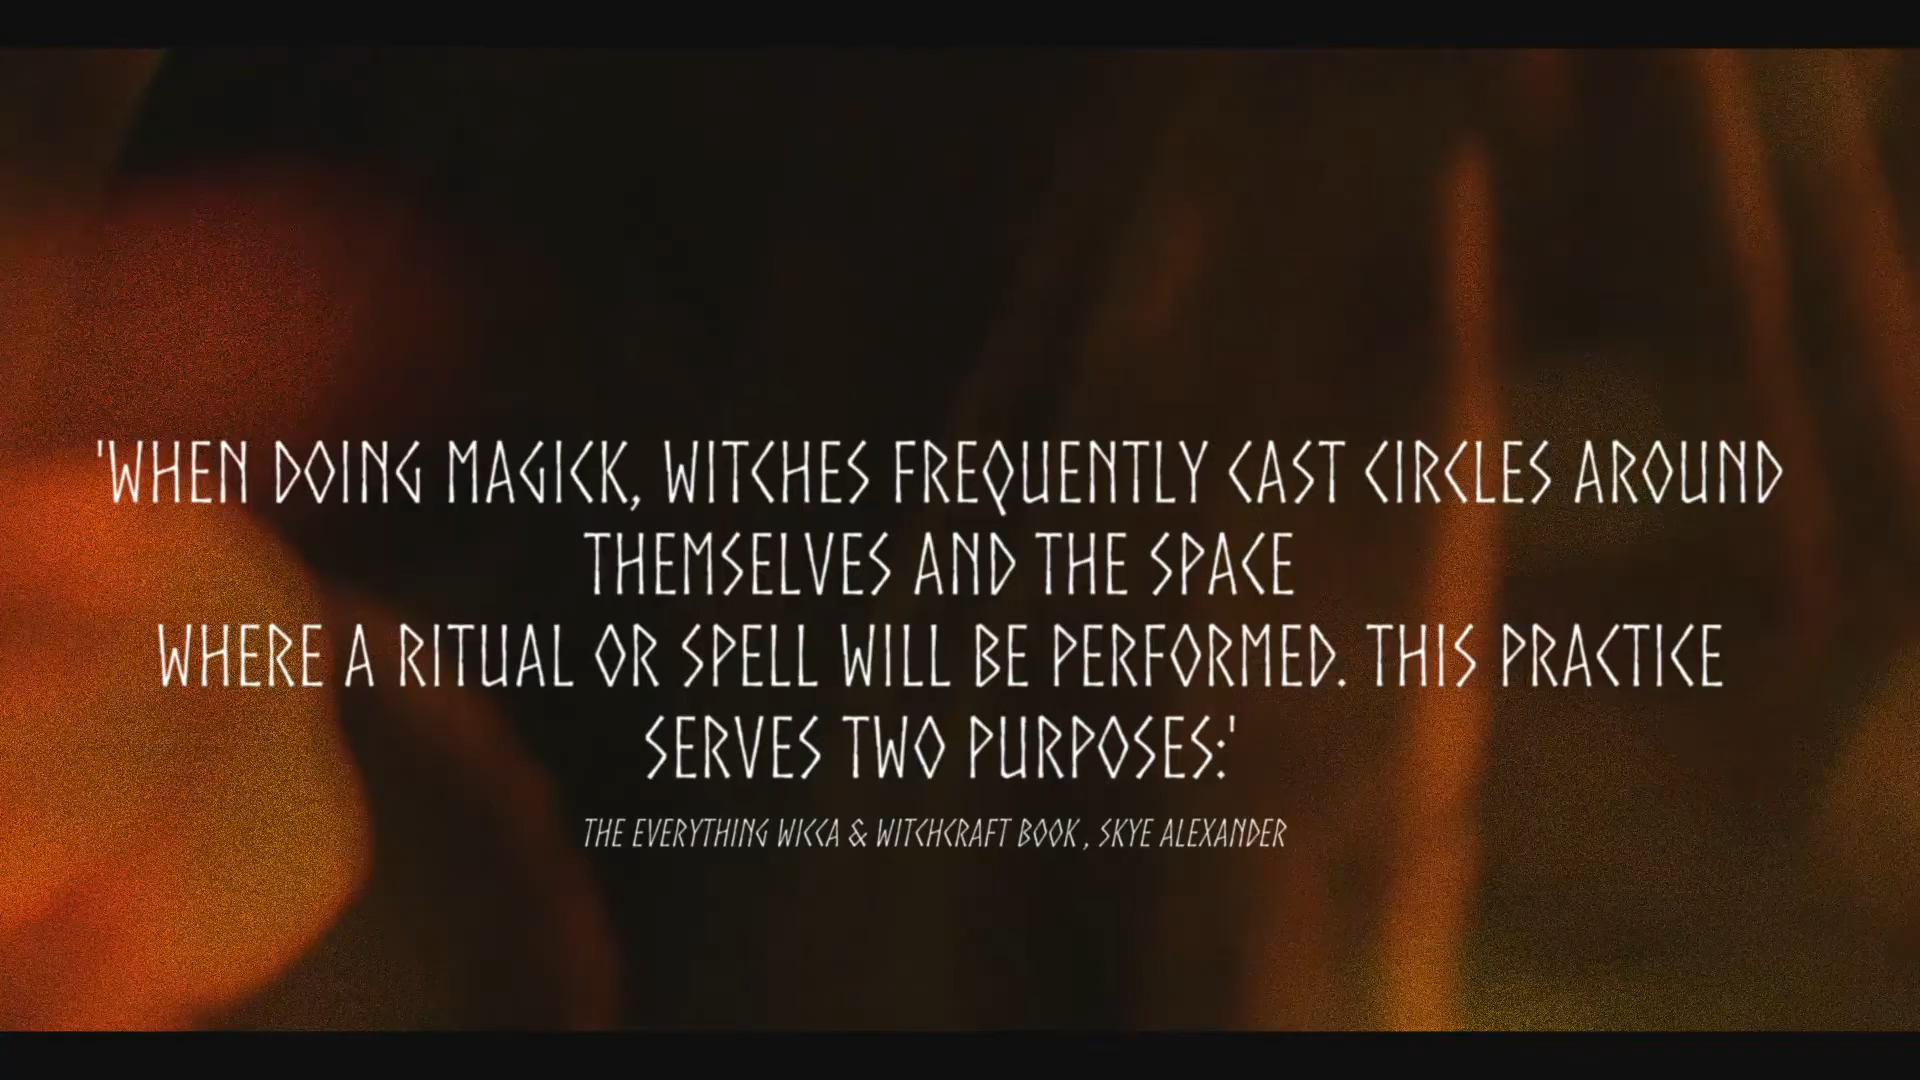 'WHEN DOING MAGICK, WITCHES FREQUENTLY CAST CIRCLES AROUND
THEMSELVES AND THE SPACE
WHERE A RITUAL OR SPELL WILL BE PERFORMED. THIS PRACTICE
SERVES TWO PURPOSES:'
THE EVERYTHING WICCA & WITCHCRAFT BOOK , SKYE ALEXANDER